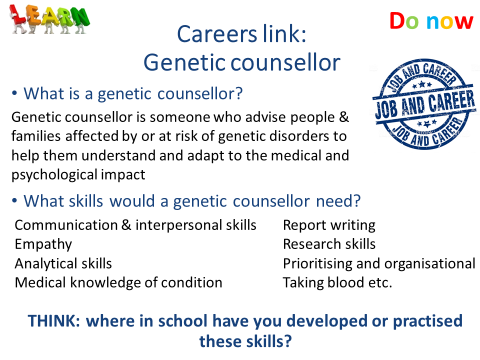 LEARN
Do now
Careers link:
Genetic counsellor
JOB AND CAREER
JOB AND CAREER
JOB AND CAREER
• What is a genetic counsellor?
Genetic counsellor is someone who advise people &
families affected by or at risk of genetic disorders to
help them understand and adapt to the medical and
psychological impact
• What skills would a genetic counsellor need?
Communication & interpersonal skills
Empathy
Analytical skills
Medical knowledge of condition
Report writing
Research skills
Prioritising and organisational
Taking blood etc.
THINK: where in school have you developed or practised
these skills?